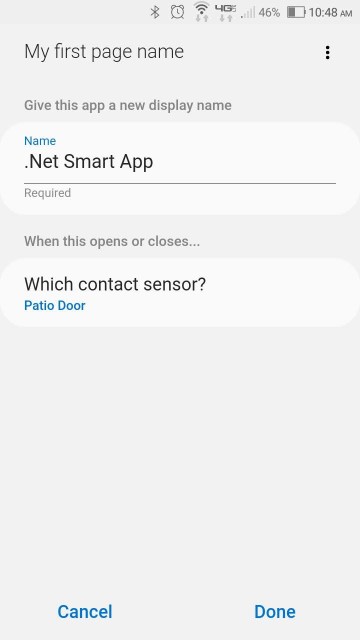 4G 46% 10:48 AM
My first page name
Give this app a new display name
Name
.Net Smart App
Required
When this opens or closes...
Which contact sensor?
Patio Door
Cancel
Done